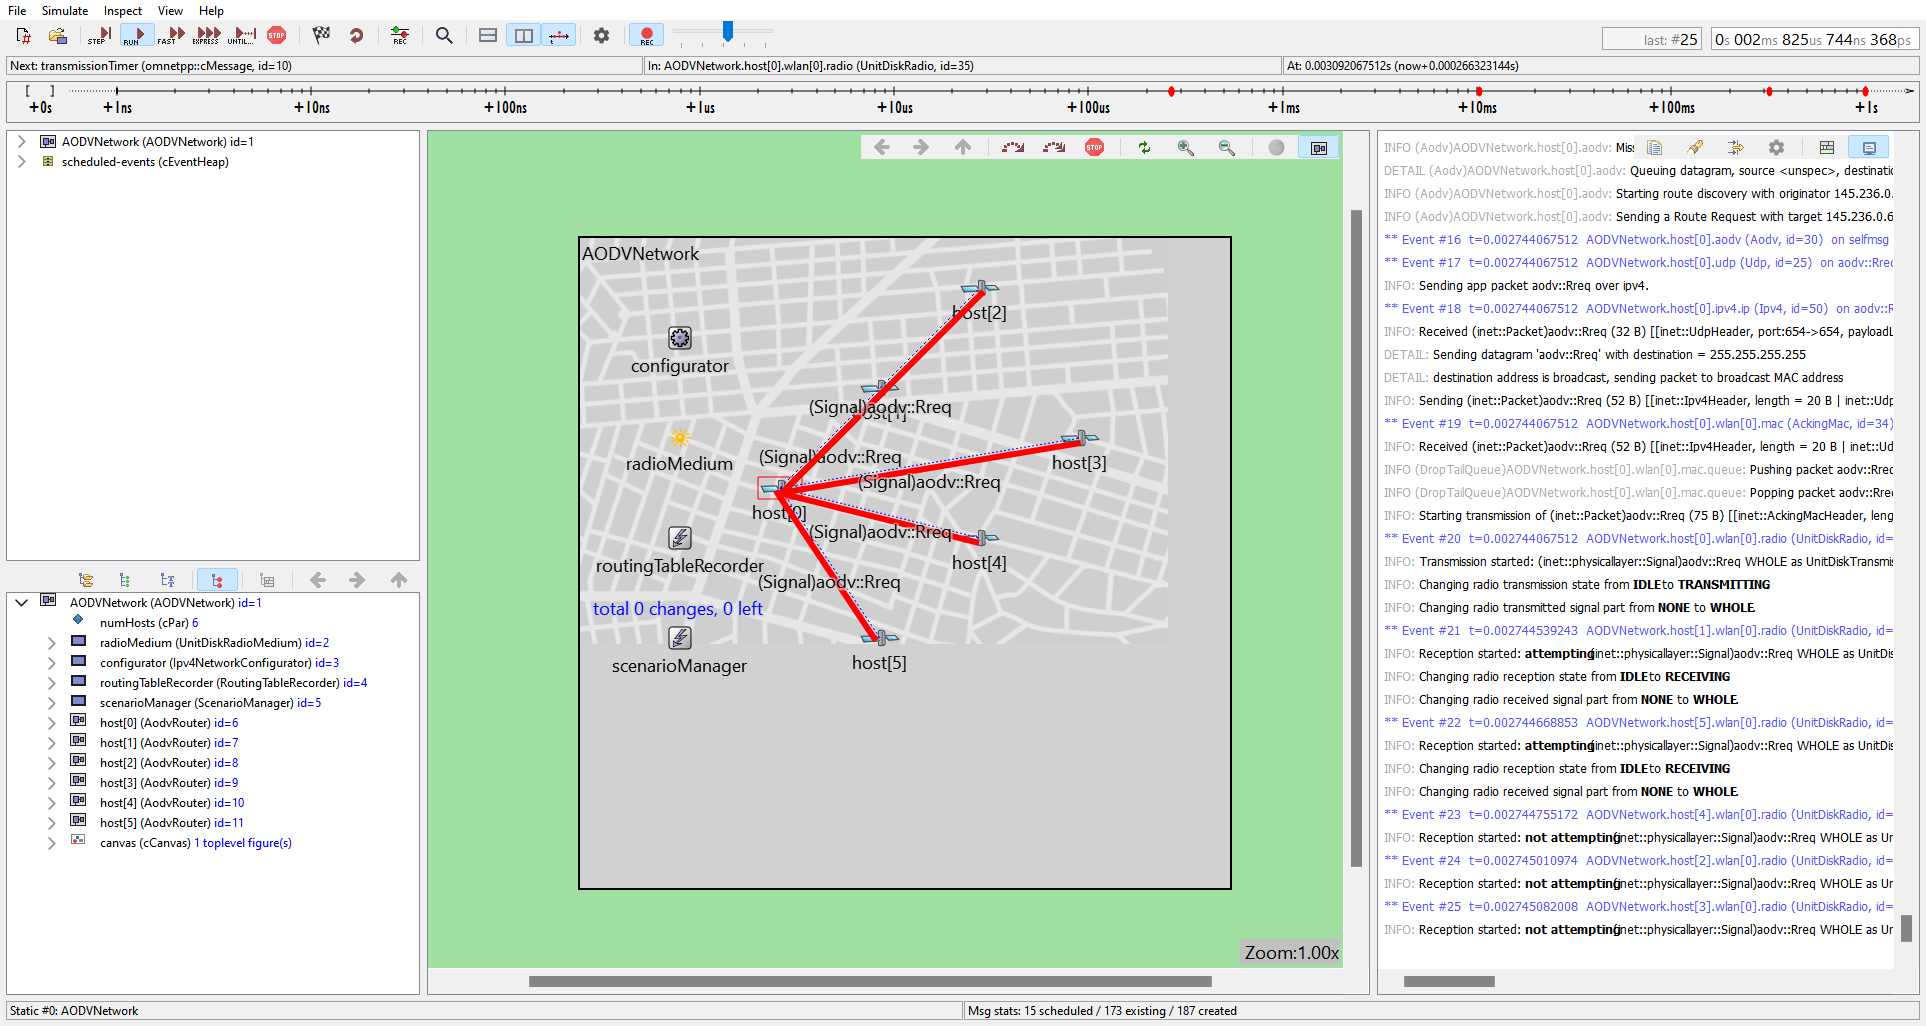 File Simulate Inspect View Help
STEP RUN FAST EXPRESS UNTIL... STOP REC REC
last: #25 0s 002ms 825us 744ns 368ps
Next: transmissionTimer (omnetpp::cMessage, id=10) In: AODVNetwork.host[0].wlan[0].radio (UnitDiskRadio, id=35) At: 0.003092067512s (now+0.000266323144s)
+0s +1ns +10ns +100ns +1us +10us +100us +1ms +10ms +100ms +1s
AODVNetwork (AODVNetwork) id=1
scheduled-events (cEventHeap)
AODVNetwork (AODVNetwork) id=1
numHosts (cPar) 6
radioMedium (UnitDiskRadioMedium) id=2
configurator (Ipv4NetworkConfigurator) id=3
routingTableRecorder (RoutingTableRecorder) id=4
scenarioManager (ScenarioManager) id=5
host[0] (AodvRouter) id=6
host[1] (AodvRouter) id=7
host[2] (AodvRouter) id=8
host[3] (AodvRouter) id=9
host[4] (AodvRouter) id=10
host[5] (AodvRouter) id=11
canvas (cCanvas) 1 toplevel figure(s)
STOP
AODVNetwork
host[2]
configurator
(Signal)aodv::Rreq
host[1]
radioMedium
(Signal)aodv::Rreq
host[3]
(Signal)aodv::Rreq
host[0]
(Signal)aodv::Rreq
routingTableRecorder
host[4]
(Signal)aodv::Rreq
total 0 changes, 0 left
scenarioManager
host[5]
Zoom:1.00x
INFO (Aodv)AODVNetwork.host[0].aodv: Miss
DETAIL (Aodv)AODVNetwork.host[0].aodv: Queuing datagram, source <unspec>, destinatio
INFO (Aodv)AODVNetwork.host[0].aodv: Starting route discovery with originator 145.236.0.
INFO (Aodv)AODVNetwork.host[0].aodv: Sending a Route Request with target 145.236.0.6
** Event #16 t=0.002744067512 AODVNetwork.host[0].aodv (Aodv, id=30) on selfmsg
** Event #17 t=0.002744067512 AODVNetwork.host[0].udp (Udp, id=25) on aodv::Rrec
INFO: Sending app packet aodv::Rreq over ipv4.
** Event #18 t=0.002744067512 AODVNetwork.host[0].ipv4.ip (Ipv4, id=50) on aodv::R
INFO: Received (inet::Packet)aodv::Rreq (32 B) [[inet::UdpHeader, port:654->654, payloadL
DETAIL: Sending datagram 'aodv::Rreq' with destination = 255.255.255.255
DETAIL: destination address is broadcast, sending packet to broadcast MAC address
INFO: Sending (inet::Packet)aodv::Rreq (52 B) [[inet::Ipv4Header, length = 20 B | inet::Udp
** Event #19 t=0.002744067512 AODVNetwork.host[0].wlan[0].mac (AckingMac, id=34)
INFO: Received (inet::Packet)aodv::Rreq (52 B) [[inet::Ipv4Header, length = 20 B | inet::Ud
INFO (DropTailQueue)AODVNetwork.host[0].wlan[0].mac.queue: Pushing packet aodv::Rrec
INFO (DropTailQueue)AODVNetwork.host[0].wlan[0].mac.queue: Popping packet aodv::Rre
INFO: Starting transmission of (inet::Packet)aodv::Rreq (75 B) [[inet::AckingMacHeader, leng
** Event #20 t=0.002744067512 AODVNetwork.host[0].wlan[0].radio (UnitDiskRadio, id=
INFO: Transmission started: (inet::physicallayer::Signal)aodv::Rreq WHOLE as UnitDiskTransmis
INFO: Changing radio transmission state from IDLE to TRANSMITTING
INFO: Changing radio transmitted signal part from NONE to WHOLE.
** Event #21 t=0.002744539243 AODVNetwork.host[1].wlan[0].radio (UnitDiskRadio, id=
INFO: Reception started: attempting(inet::physicallayer::Signal)aodv::Rreq WHOLE as UnitDis
INFO: Changing radio reception state from IDLE to RECEIVING
INFO: Changing radio received signal part from NONE to WHOLE.
** Event #22 t=0.002744668853 AODVNetwork.host[5].wlan[0].radio (UnitDiskRadio, id=
INFO: Reception started: attempting(inet::physicallayer::Signal)aodv::Rreq WHOLE as UnitDis
INFO: Changing radio reception state from IDLE to RECEIVING
INFO: Changing radio received signal part from NONE to WHOLE.
** Event #23 t=0.002744755172 AODVNetwork.host[4].wlan[0].radio (UnitDiskRadio, id=
INFO: Reception started: not attempting(inet::physicallayer::Signal)aodv::Rreq WHOLE as Ur
** Event #24 t=0.002745010974 AODVNetwork.host[2].wlan[0].radio (UnitDiskRadio, id=
INFO: Reception started: not attempting(inet::physicallayer::Signal)aodv::Rreq WHOLE as Ur
** Event #25 t=0.002745082008 AODVNetwork.host[3].wlan[0].radio (UnitDiskRadio, id=
INFO: Reception started: not attempting(inet::physicallayer::Signal)aodv::Rreq WHOLE as Ur
Static #0: AODVNetwork Msg stats: 15 scheduled / 173 existing / 187 created